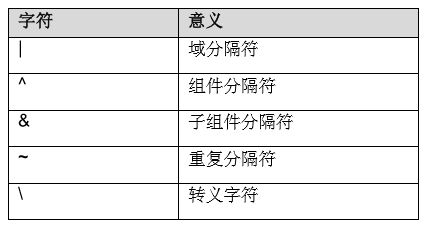 字符 意义
| 域分隔符
^ 组件分隔符
& 子组件分隔符
~ 重复分隔符
\ 转义字符